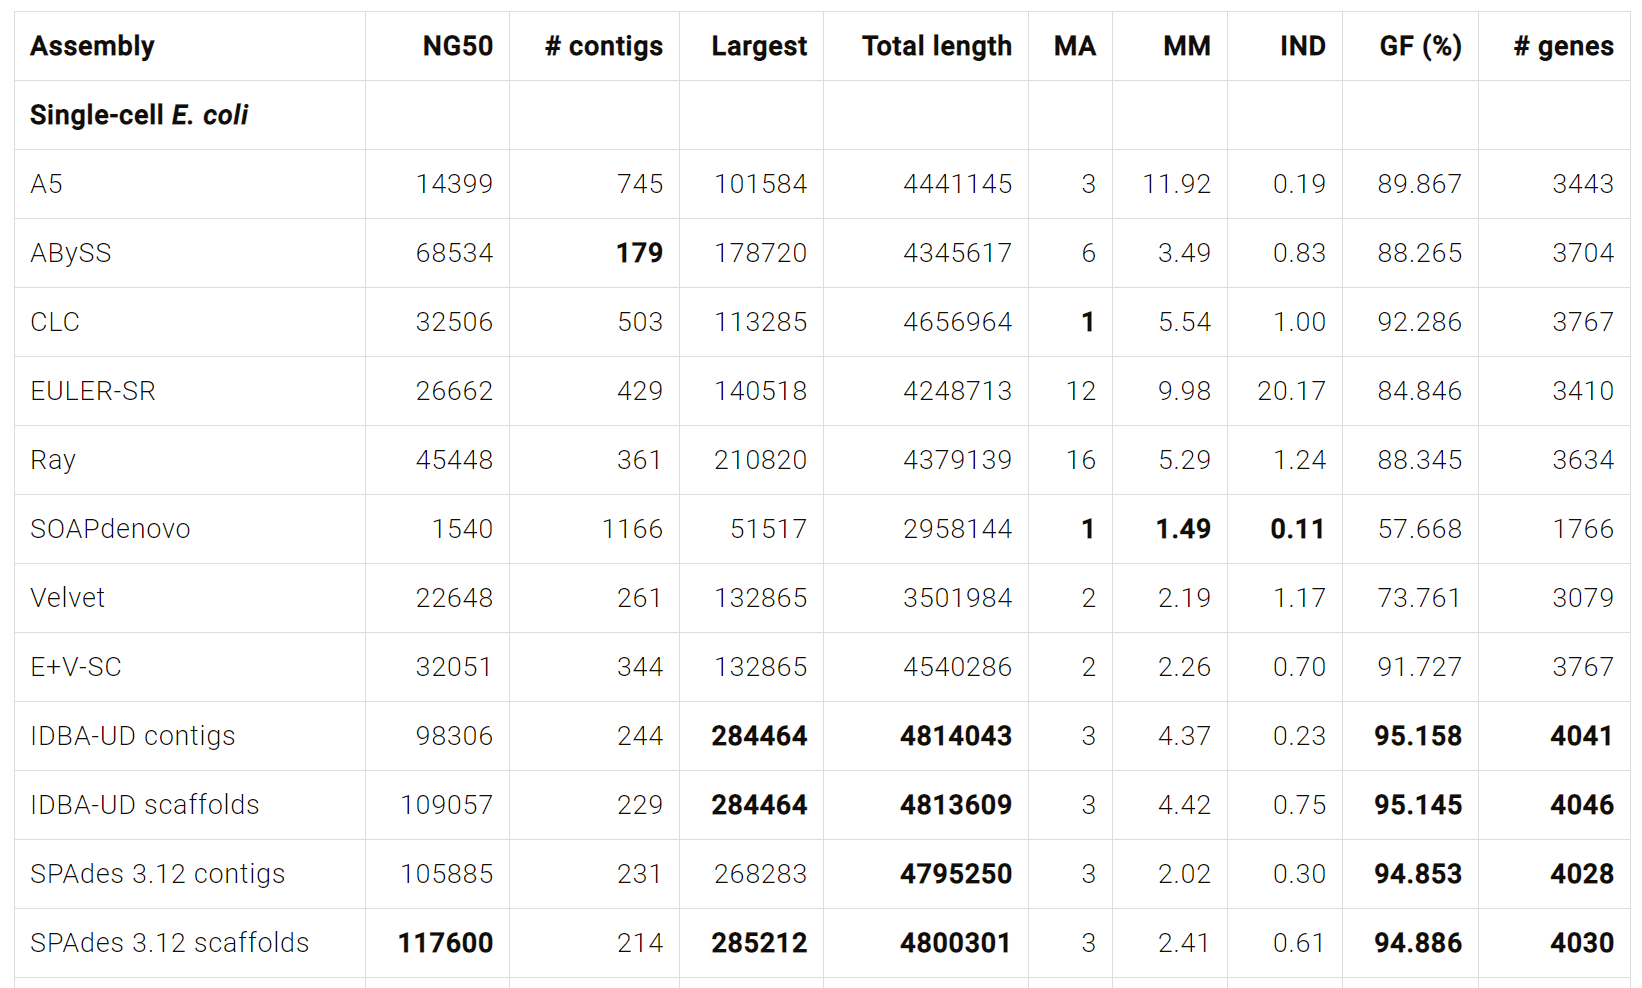 Assembly NG50 # contigs Largest Total length MA MM IND GF (%) # genes
Single-cell E. coli
A5 14399 745 101584 4441145 3 11.92 0.19 89.867 3443
ABySS 68534 179 178720 4345617 6 3.49 0.83 88.265 3704
CLC 32506 503 113285 4656964 1 5.54 1.00 92.286 3767
EULER-SR 26662 429 140518 4248713 12 9.98 20.17 84.846 3410
Ray 45448 361 210820 4379139 16 5.29 1.24 88.345 3634
SOAPdenovo 1540 1166 51517 2958144 1 1.49 0.11 57.668 1766
Velvet 22648 261 132865 3501984 2 2.19 1.17 73.761 3079
E+V-SC 32051 344 132865 4540286 2 2.26 0.70 91.727 3767
IDBA-UD contigs 98306 244 284464 4814043 3 4.37 0.23 95.158 4041
IDBA-UD scaffolds 109057 229 284464 4813609 3 4.42 0.75 95.145 4046
SPAdes 3.12 contigs 105885 231 268283 4795250 3 2.02 0.30 94.853 4028
SPAdes 3.12 scaffolds 117600 214 285212 4800301 3 2.41 0.61 94.886 4030